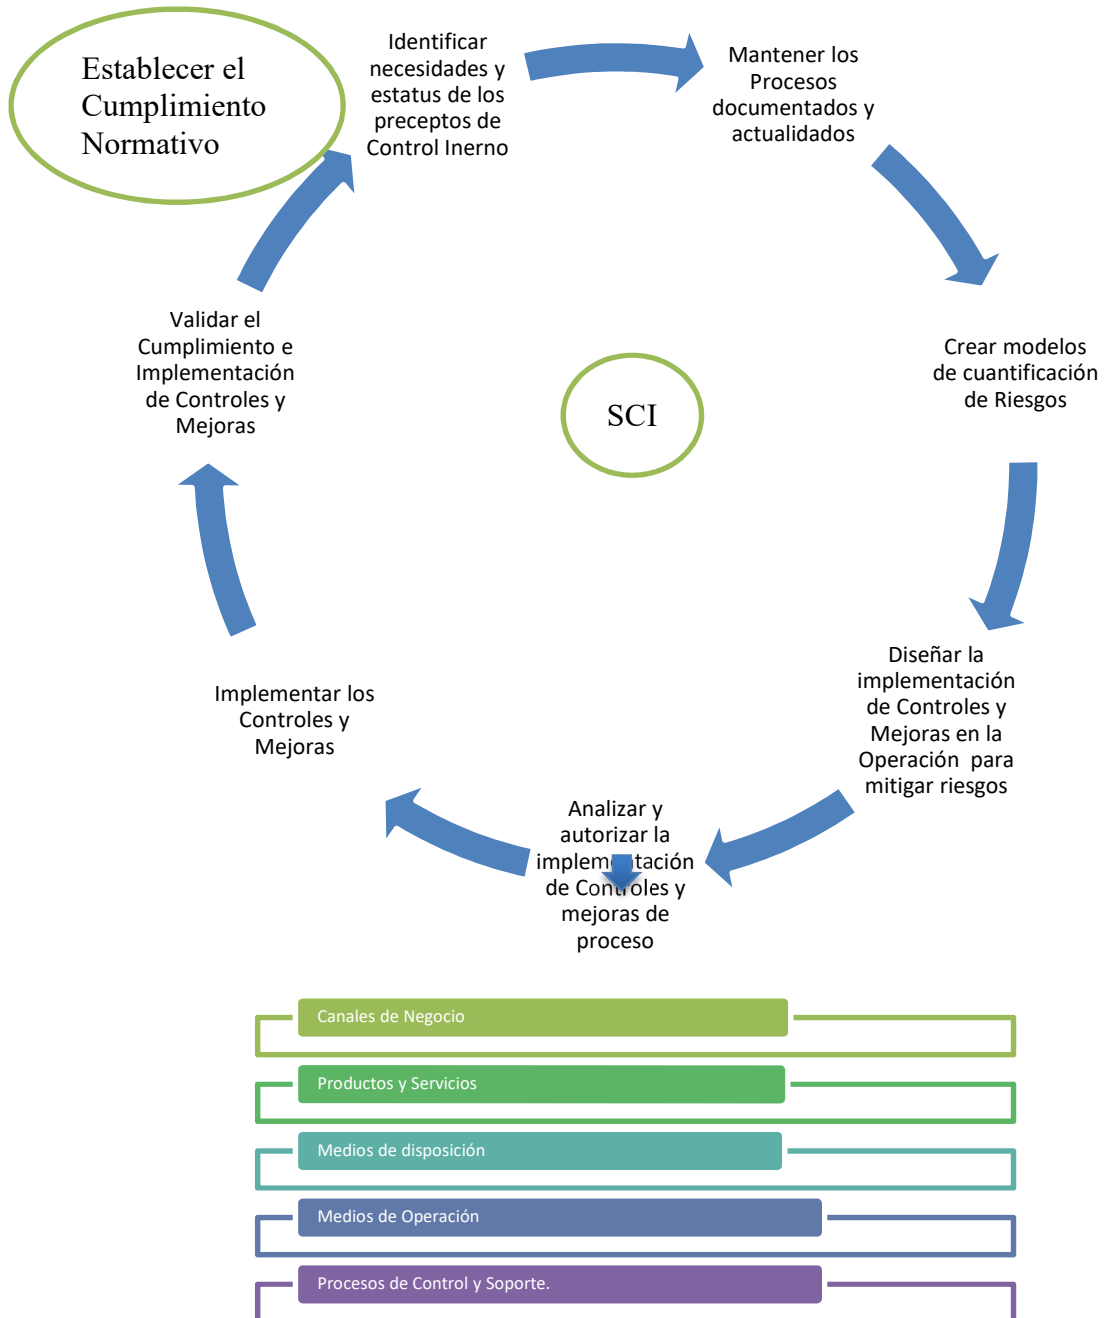 Establecer el
Cumplimiento
Normativo
Identificar
necesidades y
estatus de los
preceptos de
Control Inerno
Mantener los
Procesos
documentados y
actualidados
Crear modelos
de cuantificación
de Riesgos
Diseñar la
implementación
de Controles y
Mejoras en la
Operación para
mitigar riesgos
Analizar y
autorizar la
implementación
de Controles y
mejoras de
proceso
Implementar los
Controles y
Mejoras
Validar el
Cumplimiento e
Implementación
de Controles y
Mejoras
SCI
Canales de Negocio
Productos y Servicios
Medios de disposición
Medios de Operación
Procesos de Control y Soporte.